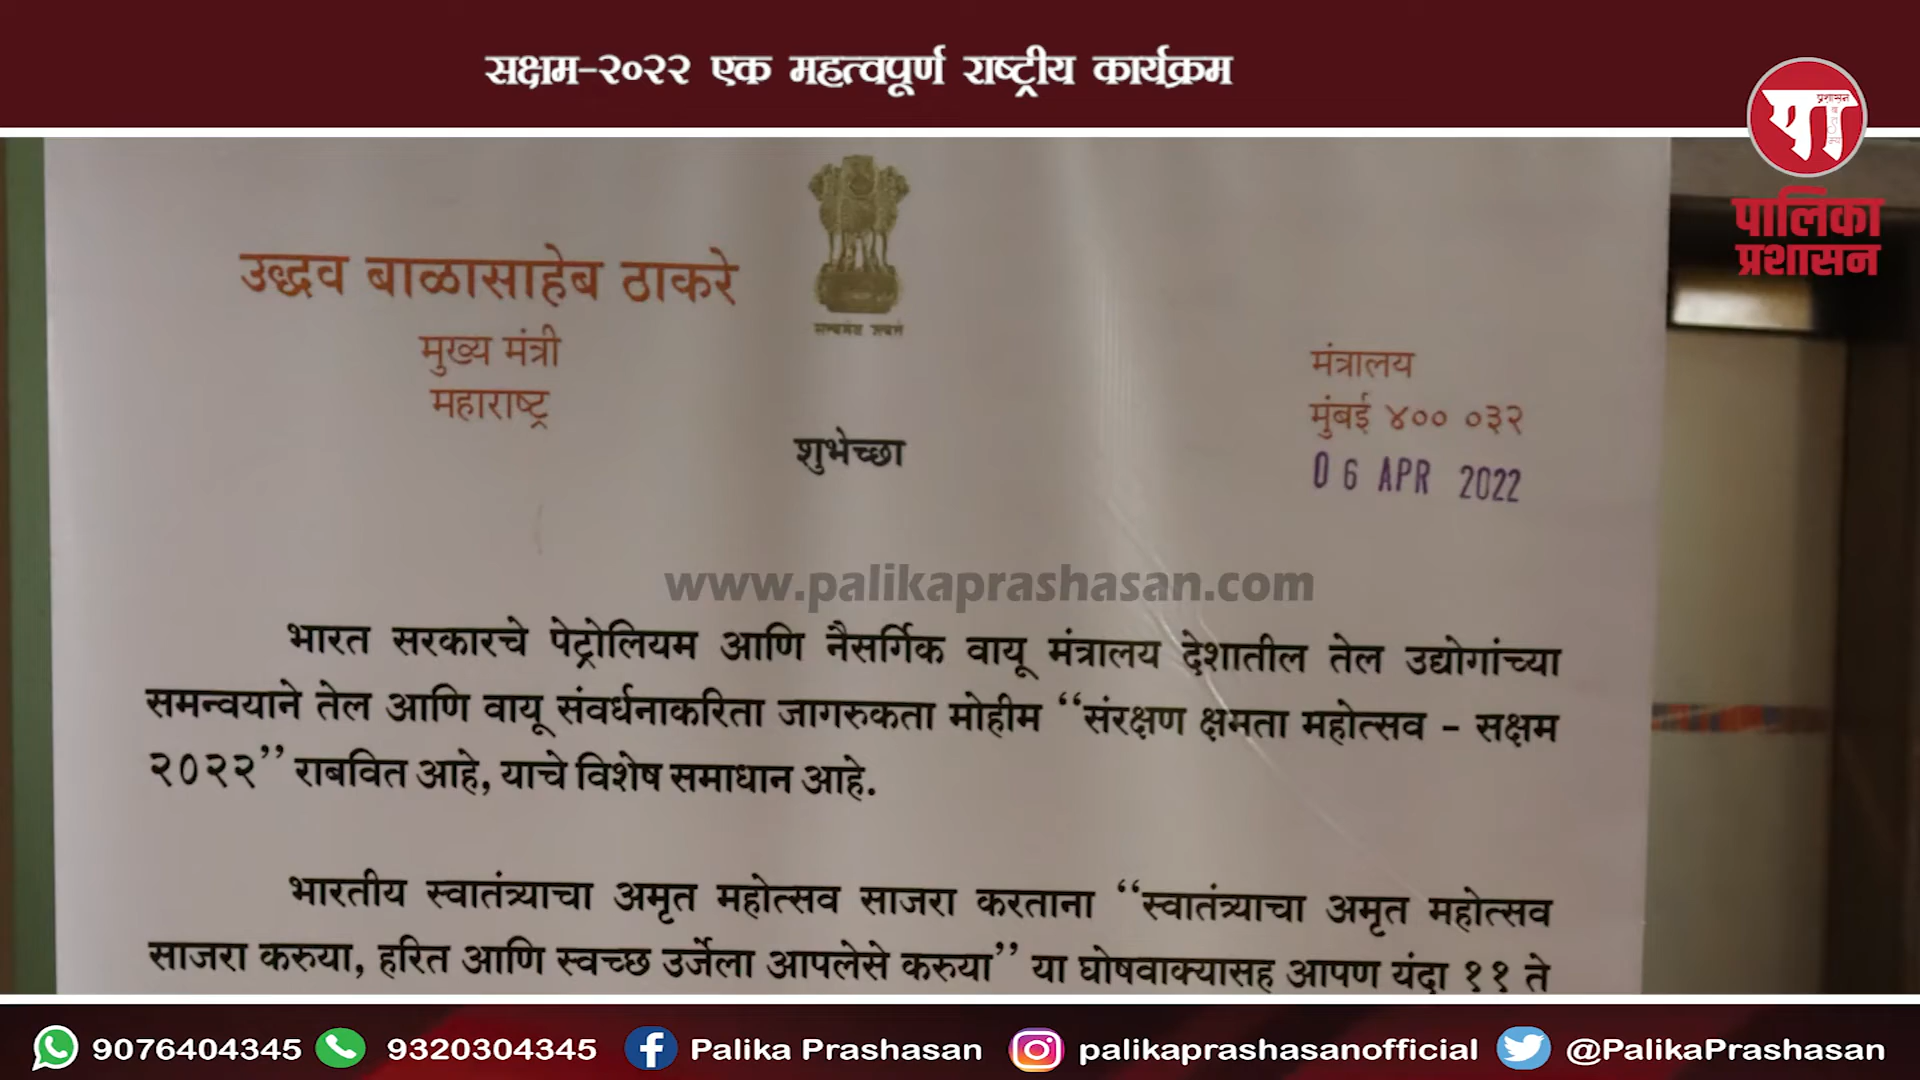 सक्षम-२०२२ एक महत्वपूर्ण राष्ट्रीय कार्यक्रम
पालिका
प्रशासन
उद्धव बाळासाहेब ठाकरे
मुख्य मंत्री
महाराष्ट्र
सत्यमेव जयते
मंत्रालय
मुंबई ४०० ०३२
06 APR 2022
शुभेच्छा
www.palikaprashasan.com
भारत सरकारचे पेट्रोलियम आणि नैसर्गिक वायू मंत्रालय देशातील तेल उद्योगांच्या
समन्वयाने तेल आणि वायू संवर्धनाकरिता जागरुकता मोहीम “संरक्षण क्षमता महोत्सव - सक्षम
२०२२” राबवित आहे, याचे विशेष समाधान आहे.
भारतीय स्वातंत्र्याचा अमृत महोत्सव साजरा करताना “स्वातंत्र्याचा अमृत महोत्सव
साजरा करुया, हरित आणि स्वच्छ उर्जेला आपलेसे करुया” या घोषवाक्यासह आपण यंदा ११ ते
9076404345 9320304345 Palika Prashasan palikaprashasanofficial @PalikaPrashasan